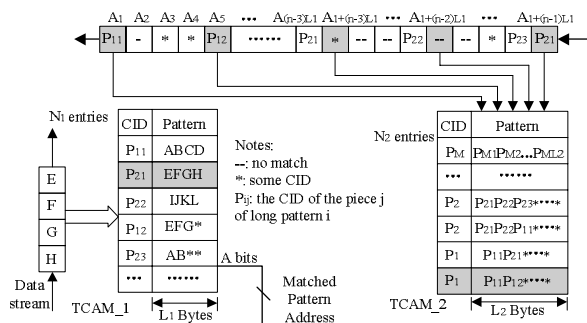 A1 A2 A3 A4 A5 ••• A(n-3)L1 A1+(n-3)L1 ••• A1+(n-2)L1 ••• A1+(n-1)L1
P11 - * * P12 •••••• P21 * -- -- P22 -- -- * P23 P21
N1 entries
CID Pattern
P11 ABCD
P21 EFGH
P22 IJKL
P12 EFG*
P23 AB**
••• ••••••
E
F
G
H
Data
stream
TCAM_1
L1 Bytes
Notes:
--: no match
*: some CID
Pij: the CID of the piece j
of long pattern i
A bits
Matched
Pattern
Address
N2 entries
CID Pattern
PM PM1PM2...PML2
••• ••••••
P2 P21P22P23*••••*
P2 P21P22P11*••••*
P1 P11P21*••••*
P1 P11P12*••••*
TCAM_2
L2 Bytes